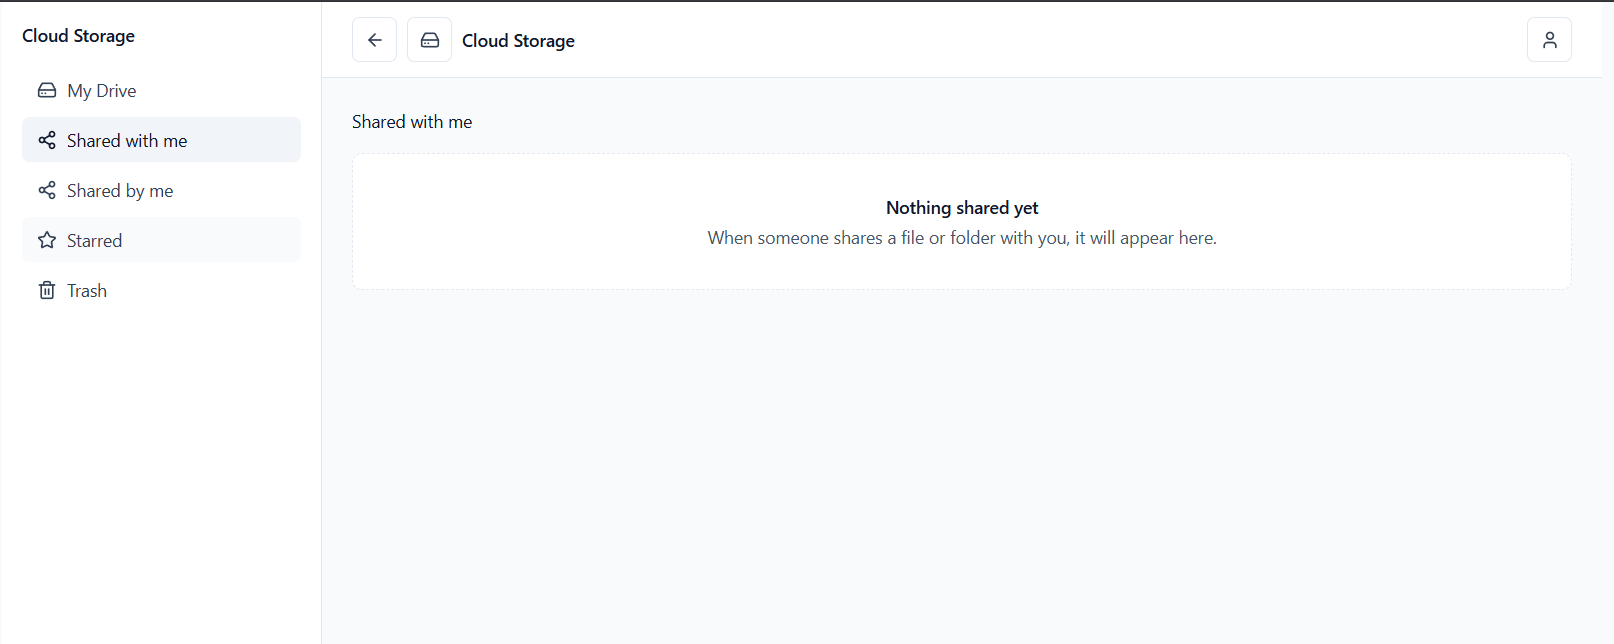 Cloud Storage
My Drive
Shared with me
Shared by me
Starred
Trash
Cloud Storage
Shared with me
Nothing shared yet
When someone shares a file or folder with you, it will appear here.